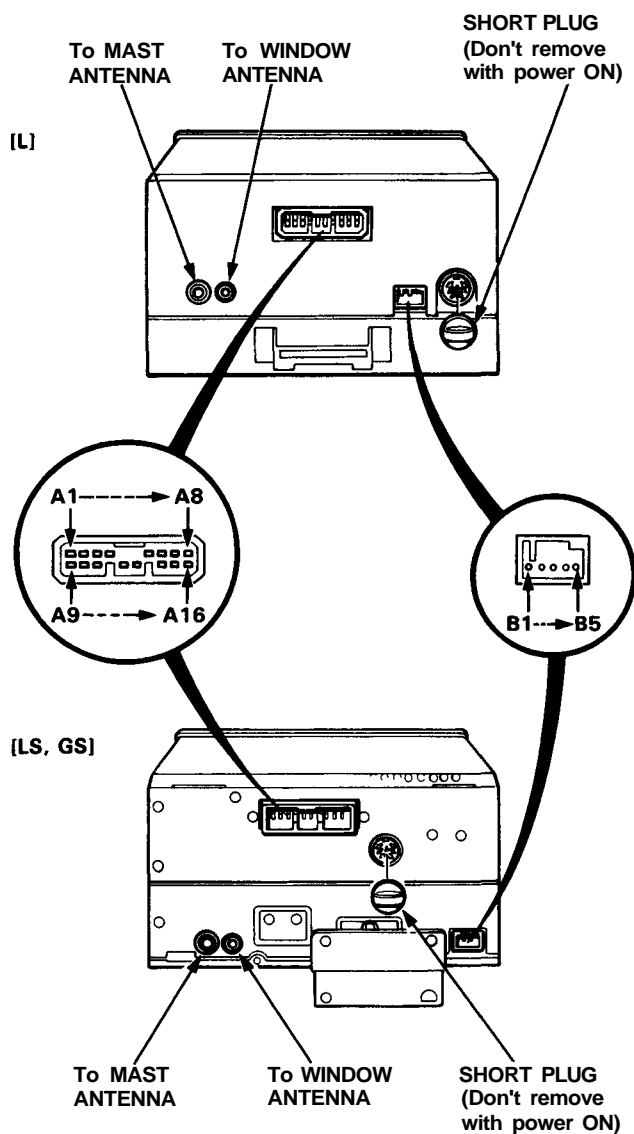 To MAST
ANTENNA
To WINDOW
ANTENNA
SHORT PLUG
(Don't remove
with power ON)
[L]
A1 A8
A9 A16
B1 B5
[LS, GS]
To MAST
ANTENNA
To WINDOW
ANTENNA
SHORT PLUG
(Don't remove
with power ON)